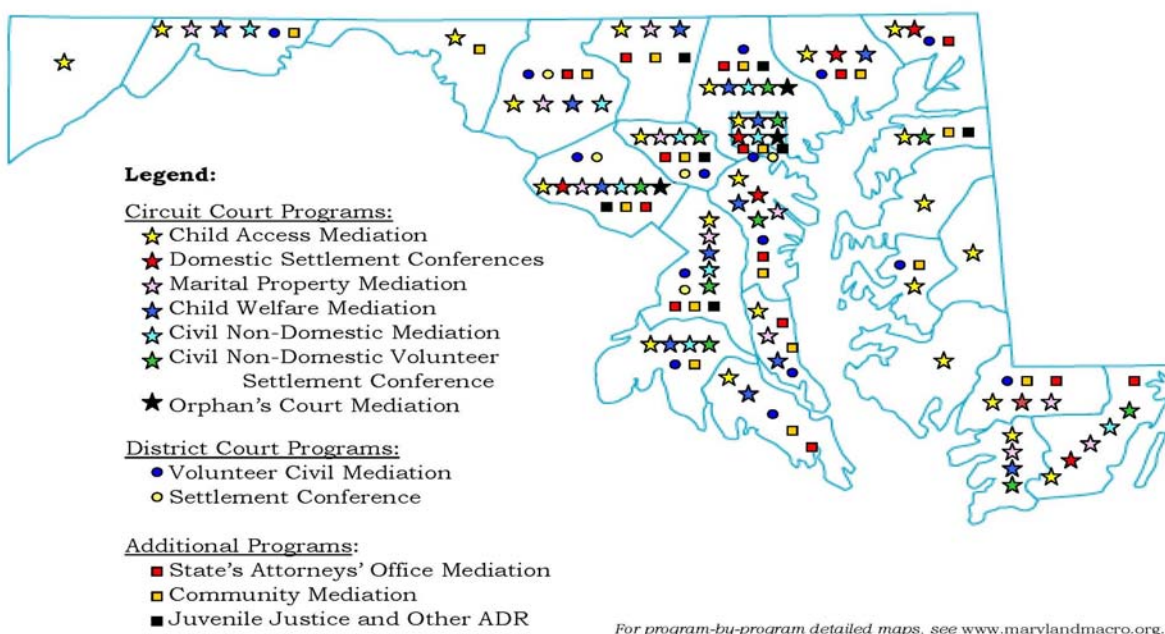 Legend:
Circuit Court Programs:
Child Access Mediation
Domestic Settlement Conferences
Marital Property Mediation
Child Welfare Mediation
Civil Non-Domestic Mediation
Civil Non-Domestic Volunteer
Settlement Conference
Orphan's Court Mediation
District Court Programs:
Volunteer Civil Mediation
Settlement Conference
Additional Programs:
State's Attorneys' Office Mediation
Community Mediation
Juvenile Justice and Other ADR
For program-by-program detailed maps, see www.marylandmacro.org.